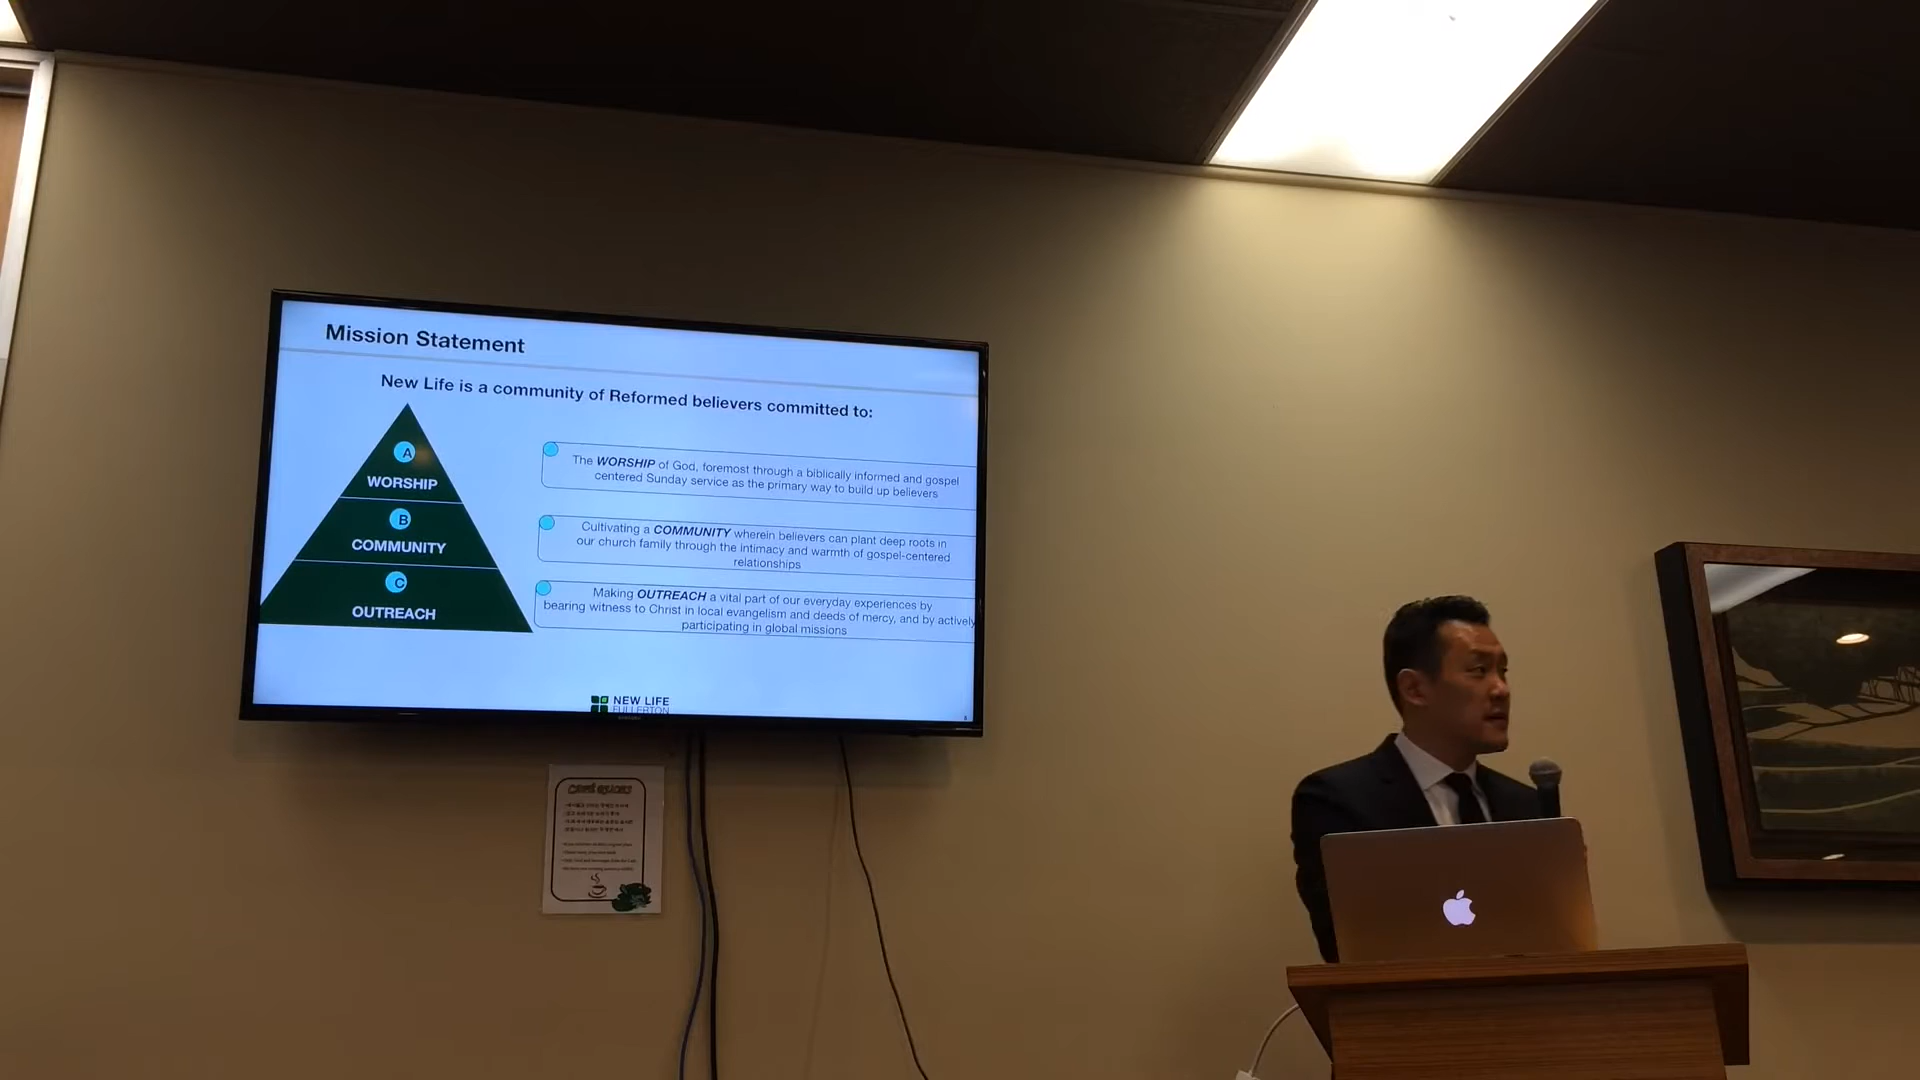 Mission Statement
New Life is a community of Reformed believers committed to:
A
WORSHIP
B
COMMUNITY
C
OUTREACH
The WORSHIP of God, foremost through a biblically informed and gospel
centered Sunday service as the primary way to build up believers
Cultivating a COMMUNITY wherein believers can plant deep roots in
our church family through the intimacy and warmth of gospel-centered
relationships
Making OUTREACH a vital part of our everyday experiences by
bearing witness to Christ in local evangelism and deeds of mercy, and by actively
participating in global missions
NEW LIFE
FULLERTON
SAMSUNG